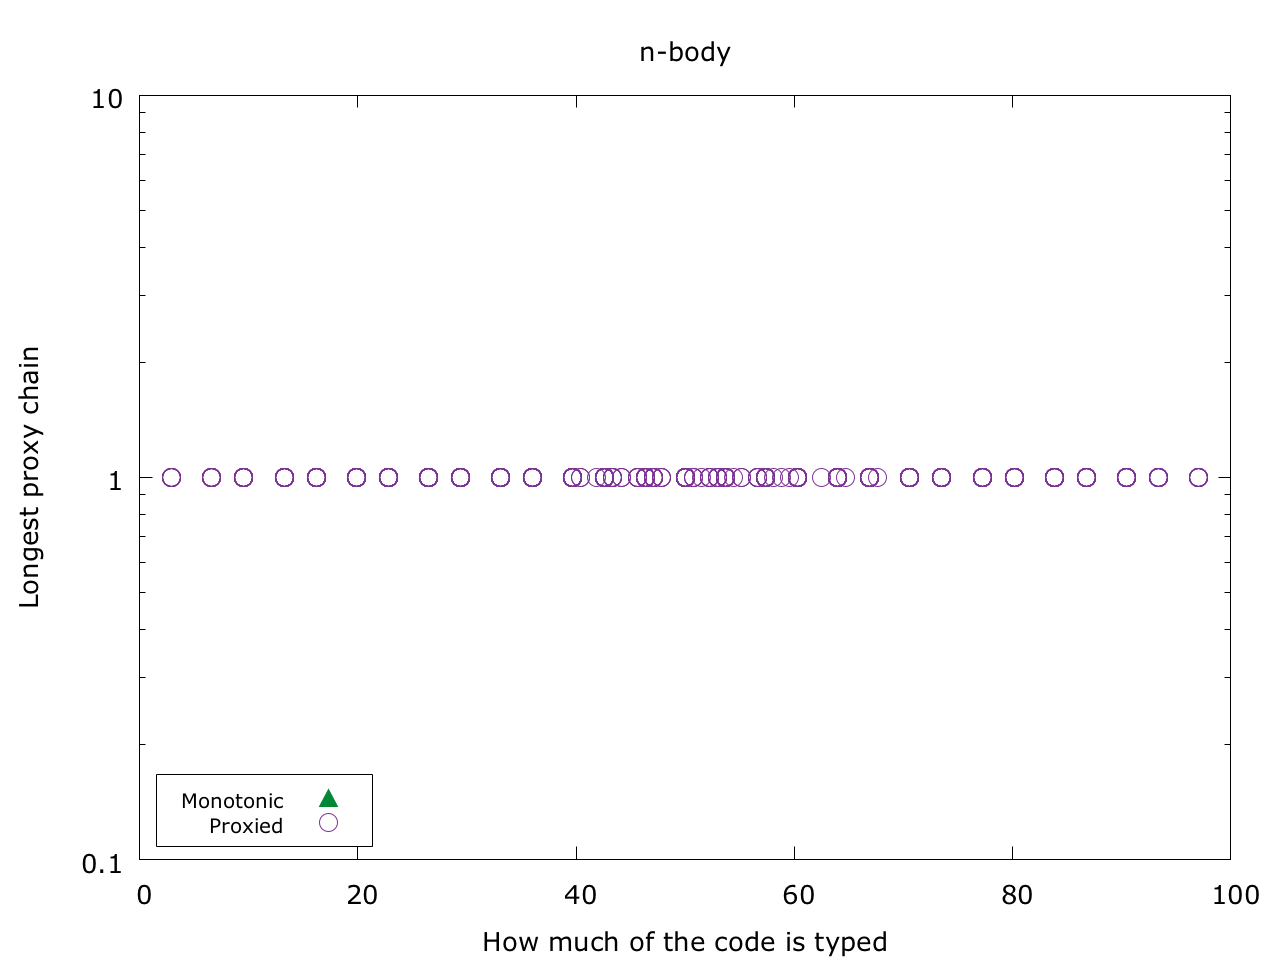 n-body
10
1
0.1
Longest proxy chain
Monotonic
Proxied
0 20 40 60 80 100
How much of the code is typed